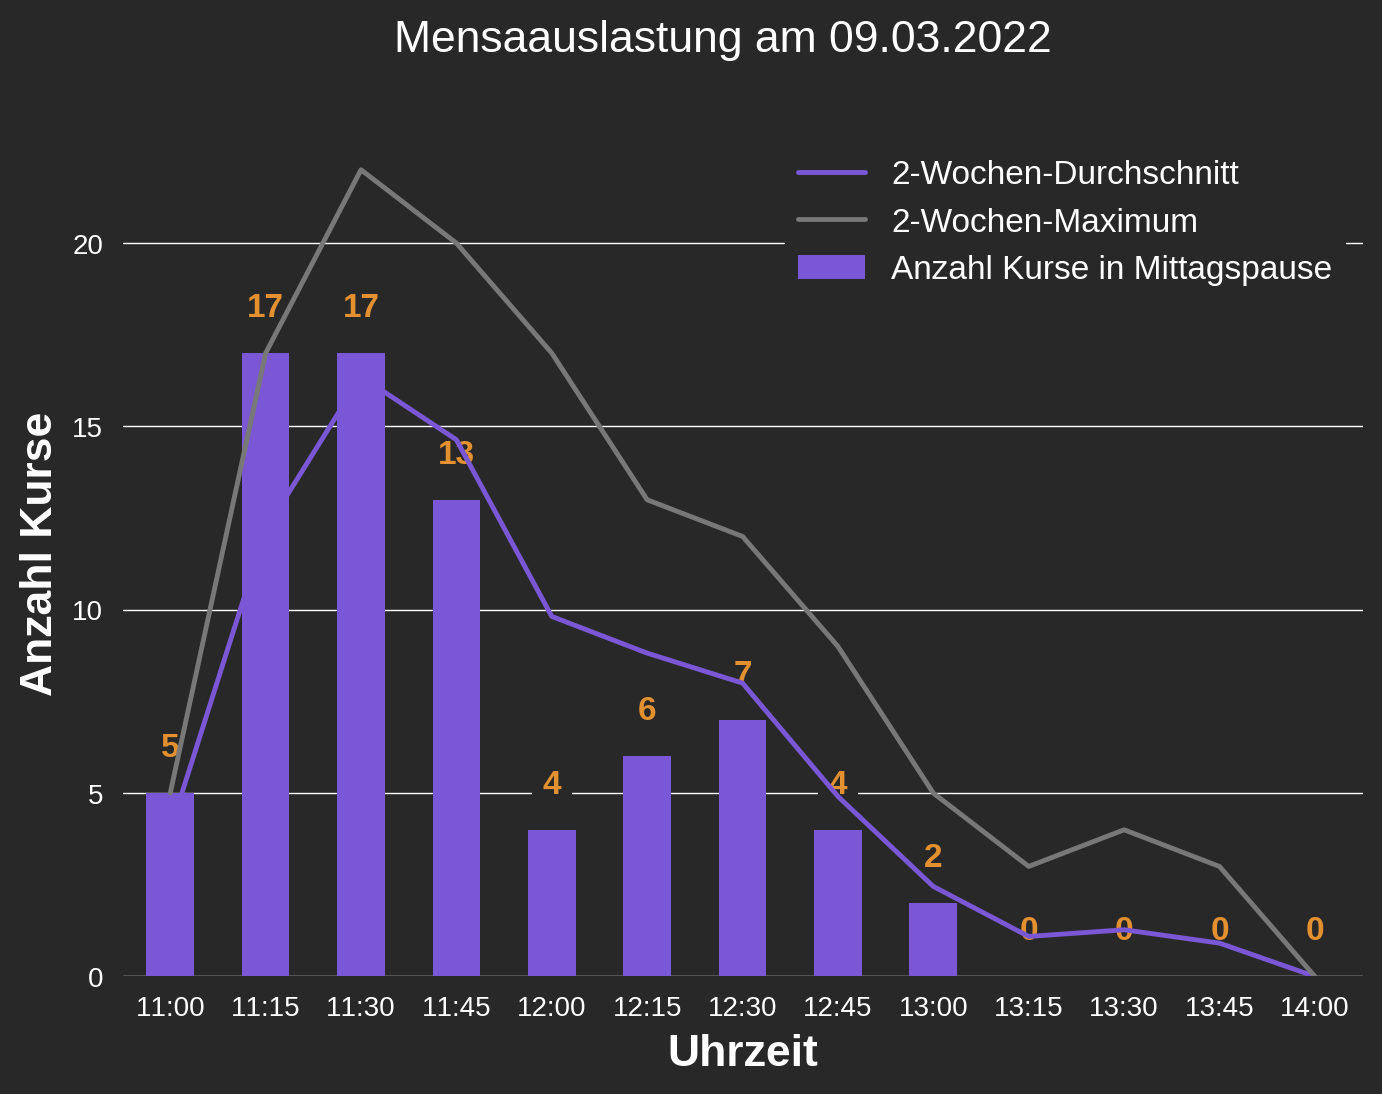 Mensaauslastung am 09.03.2022
2-Wochen-Durchschnitt
2-Wochen-Maximum
Anzahl Kurse in Mittagspause
Anzahl Kurse
20
15
10
5
0
5
17
17
13
4
6
7
4
2
0
0
0
0
11:00 11:15 11:30 11:45 12:00 12:15 12:30 12:45 13:00 13:15 13:30 13:45 14:00
Uhrzeit